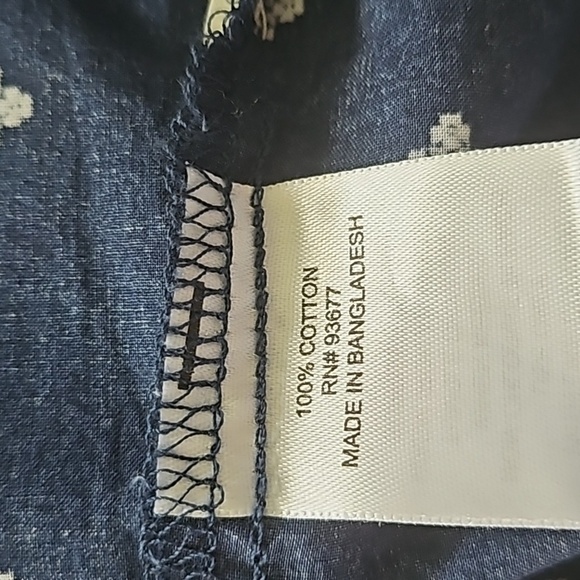 100% COTTON
RN# 93677
MADE IN BANGLADESH